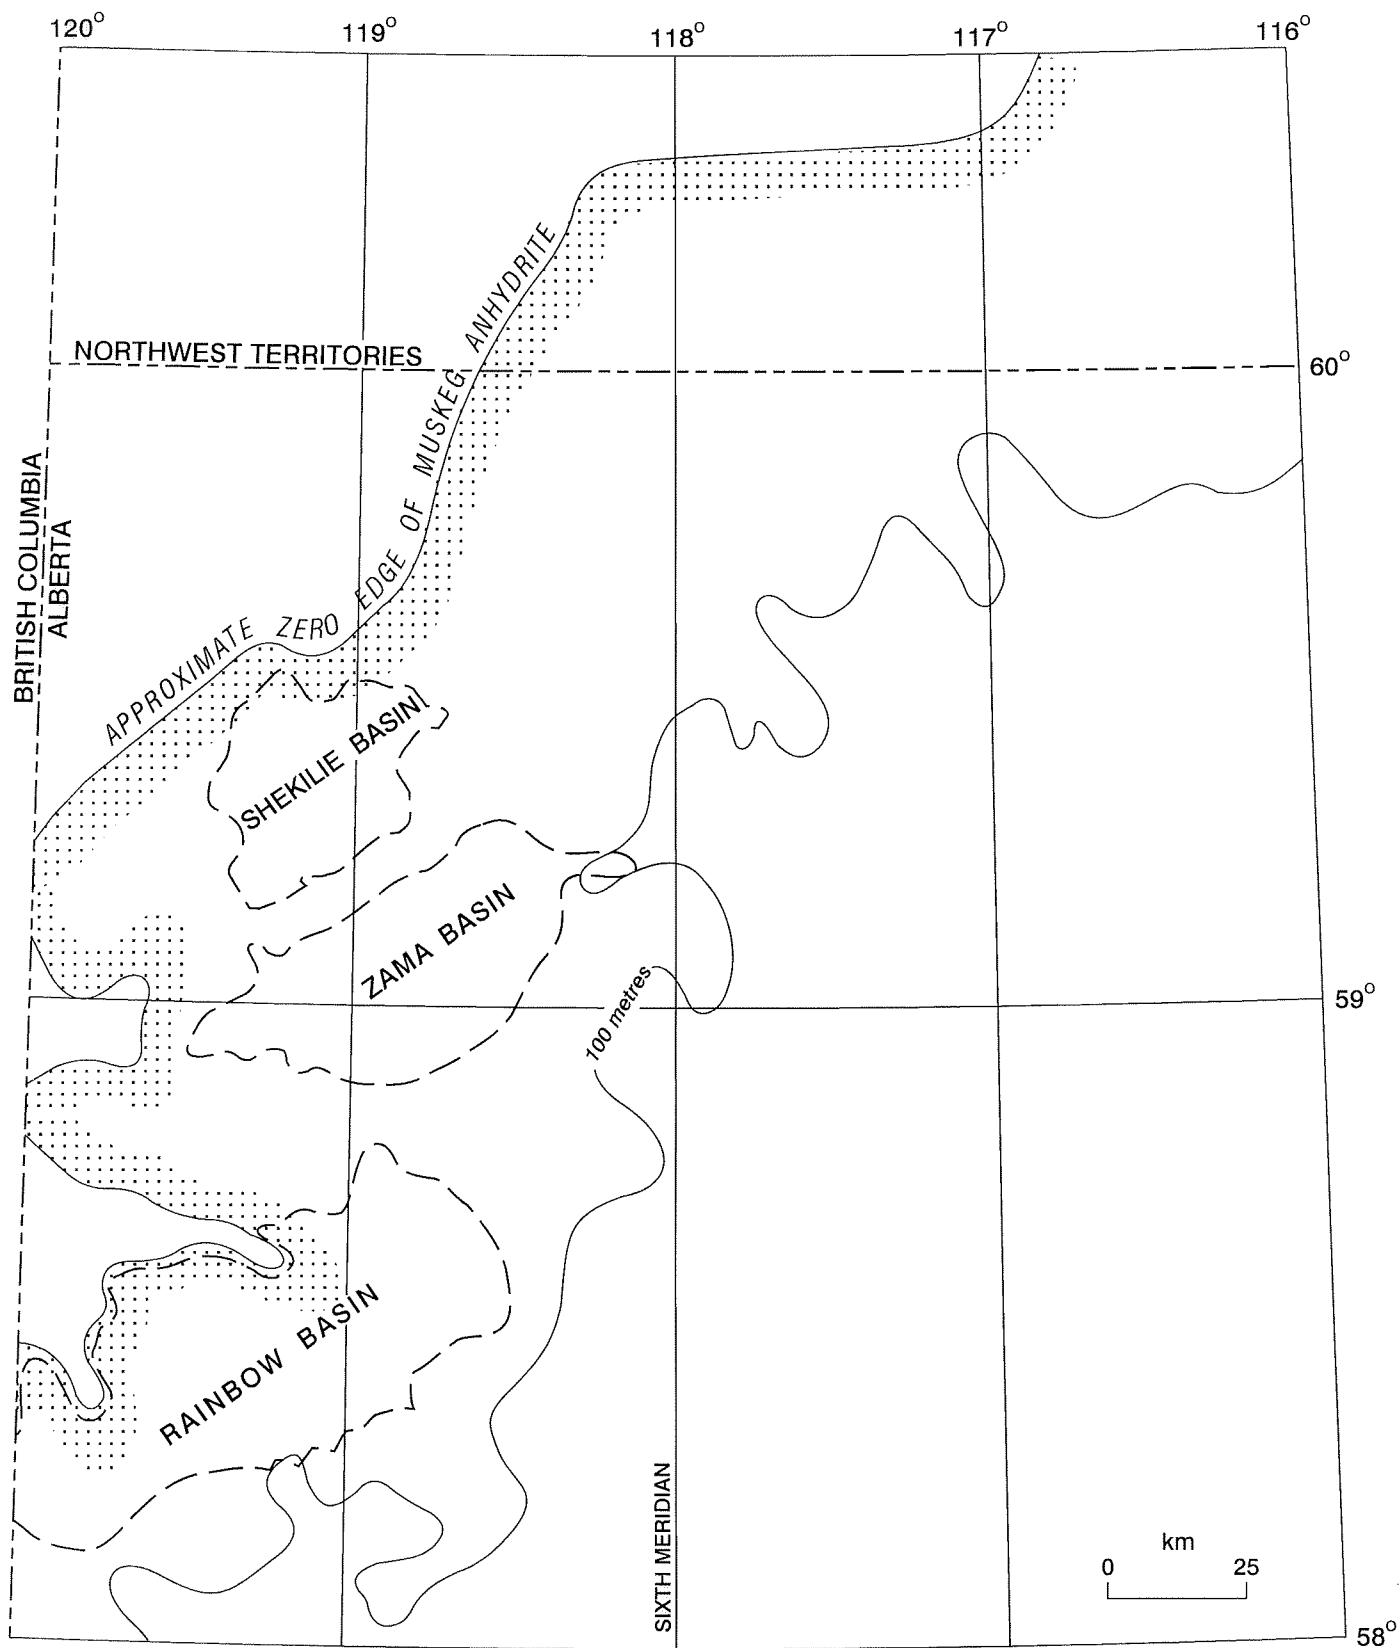 120°
119°
118°
117°
116°
APPROXIMATE ZERO EDGE OF MUSKEG ANHYDRITE
NORTHWEST TERRITORIES
60°
BRITISH COLUMBIA
ALBERTA
SHEKILIE BASIN
ZAMA BASIN
100 metres
59°
RAINBOW BASIN
SIXTH MERIDIAN
km
0 25
58°